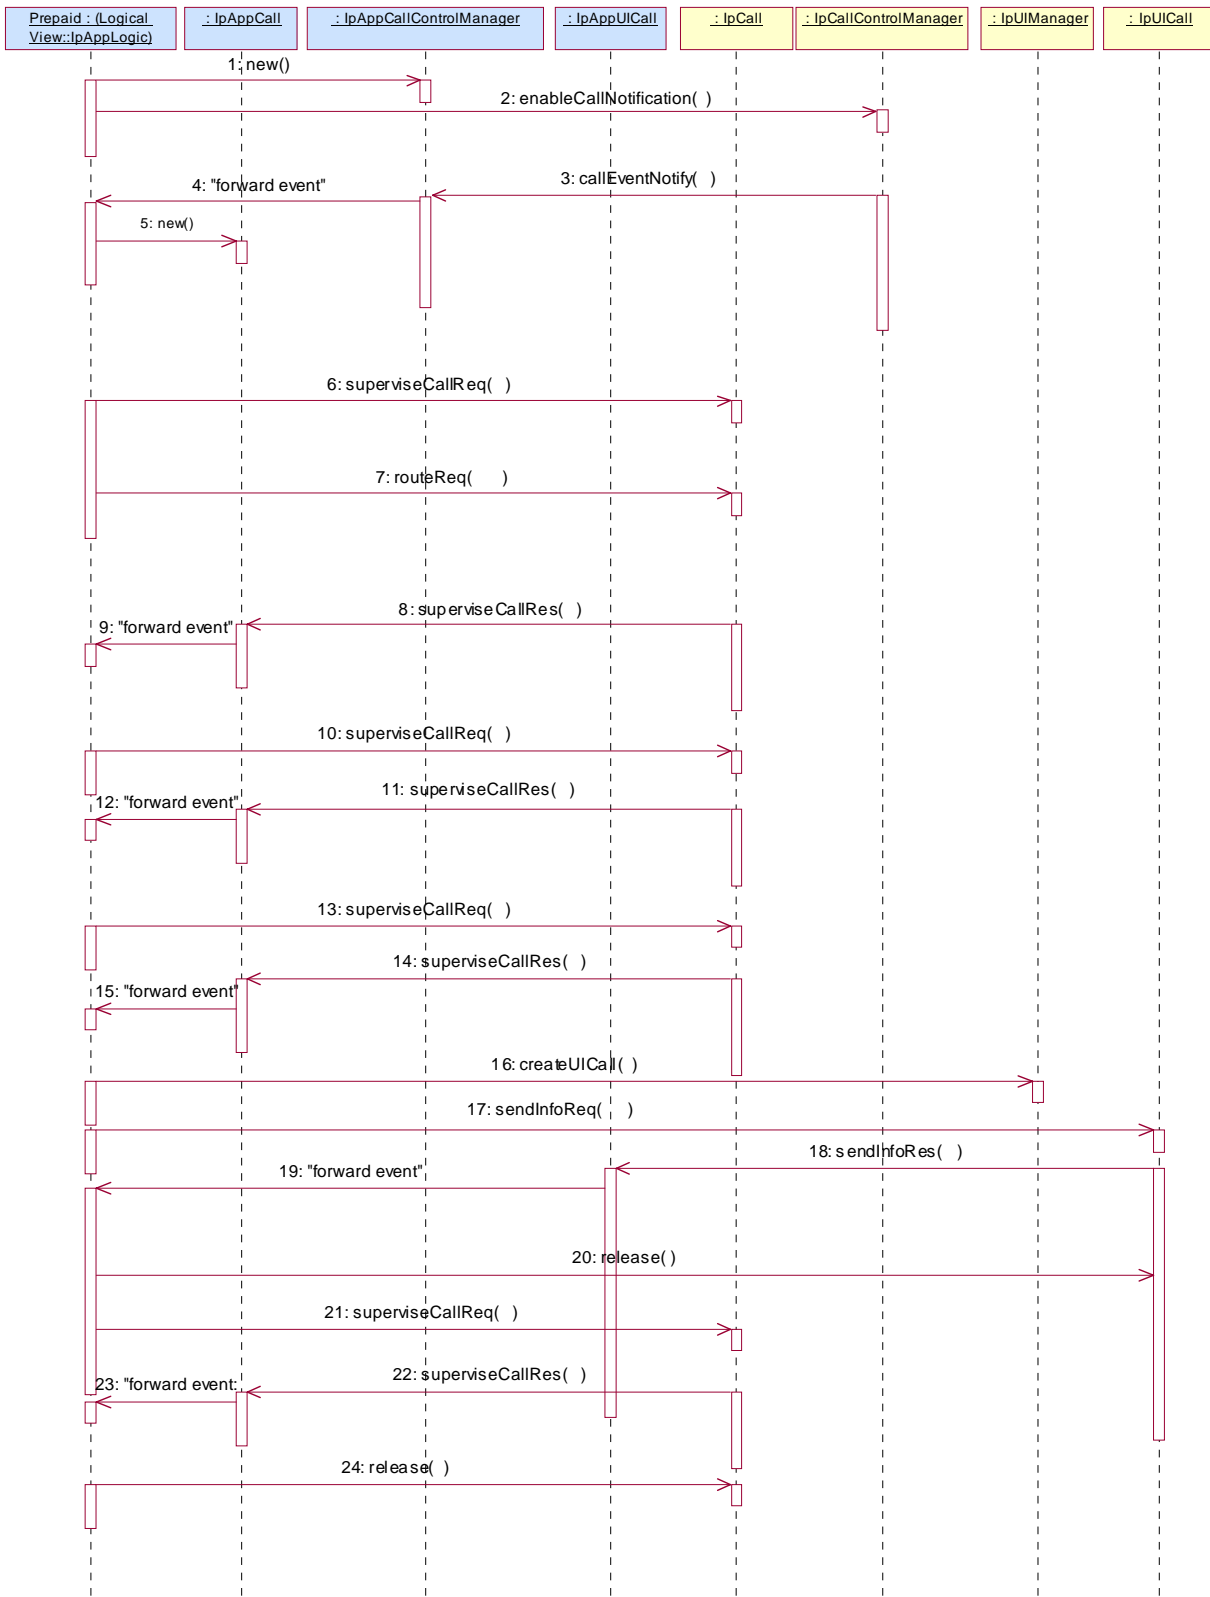 Prepaid : (Logical
View::IpAppLogic)
: IpAppCall
: IpAppCallControlManager
: IpAppUICall
: IpCall
: IpCallControlManager
: IpUIManager
: IpUICall
1: new()
2: enableCallNotification( )
3: callEventNotify( )
4: "forward event"
5: new()
6: superviseCallReq( )
7: routeReq( )
8: superviseCallRes( )
9: "forward event"
10: superviseCallReq( )
11: superviseCallRes( )
12: "forward event"
13: superviseCallReq( )
14: superviseCallRes( )
15: "forward event"
16: createUICall( )
17: sendInfoReq( )
18: sendInfoRes( )
19: "forward event"
20: release( )
21: superviseCallReq( )
22: superviseCallRes( )
23: "forward event:
24: release( )